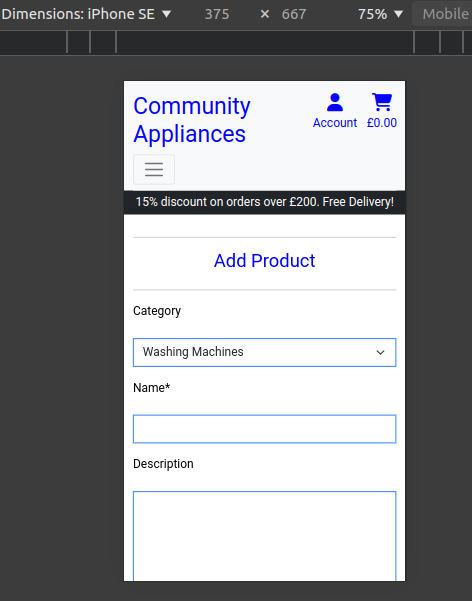 Dimensions: iPhone SE ▼ 375 × 667 75% ▼ Mobile
Community
Appliances
Account £0.00
15% discount on orders over £200. Free Delivery!
Add Product
Category
Washing Machines
Name*
Description